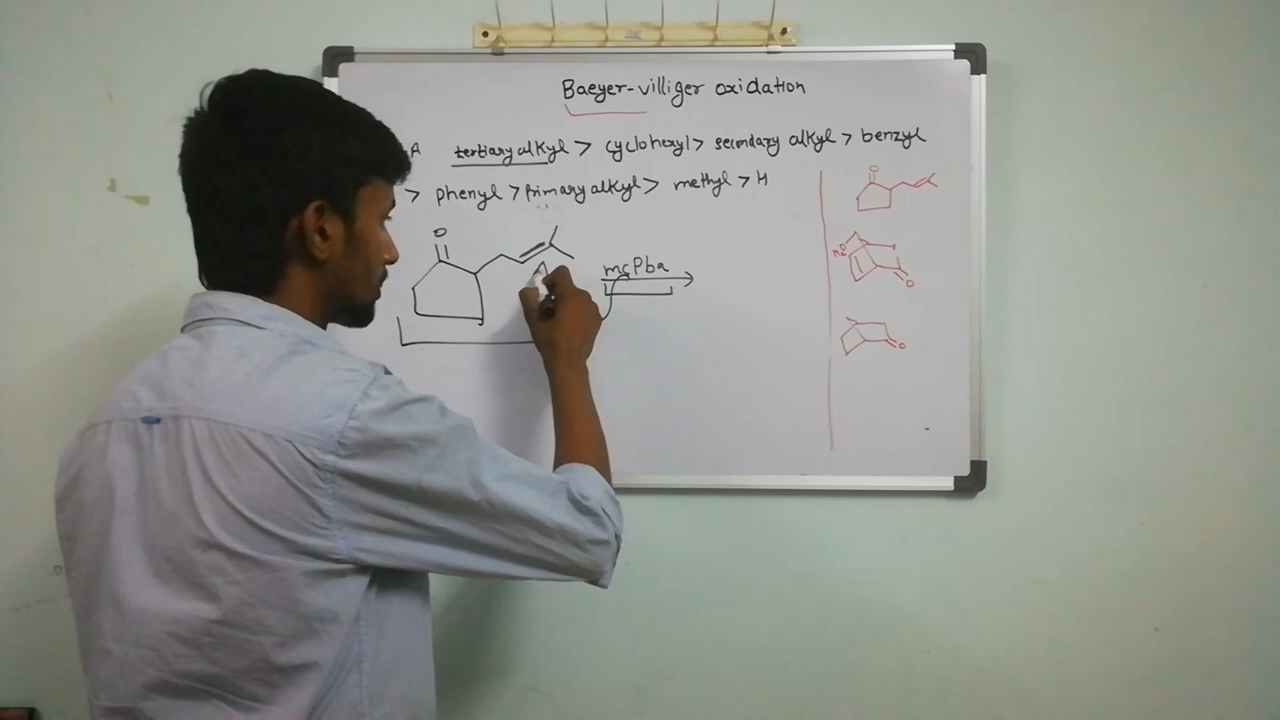 Baeyer-villiger oxidation
A tertiary alkyl > cyclohexyl > secondary alkyl > benzyl
> phenyl > primary alkyl > methyl > H
O
mcPba
O
O
O